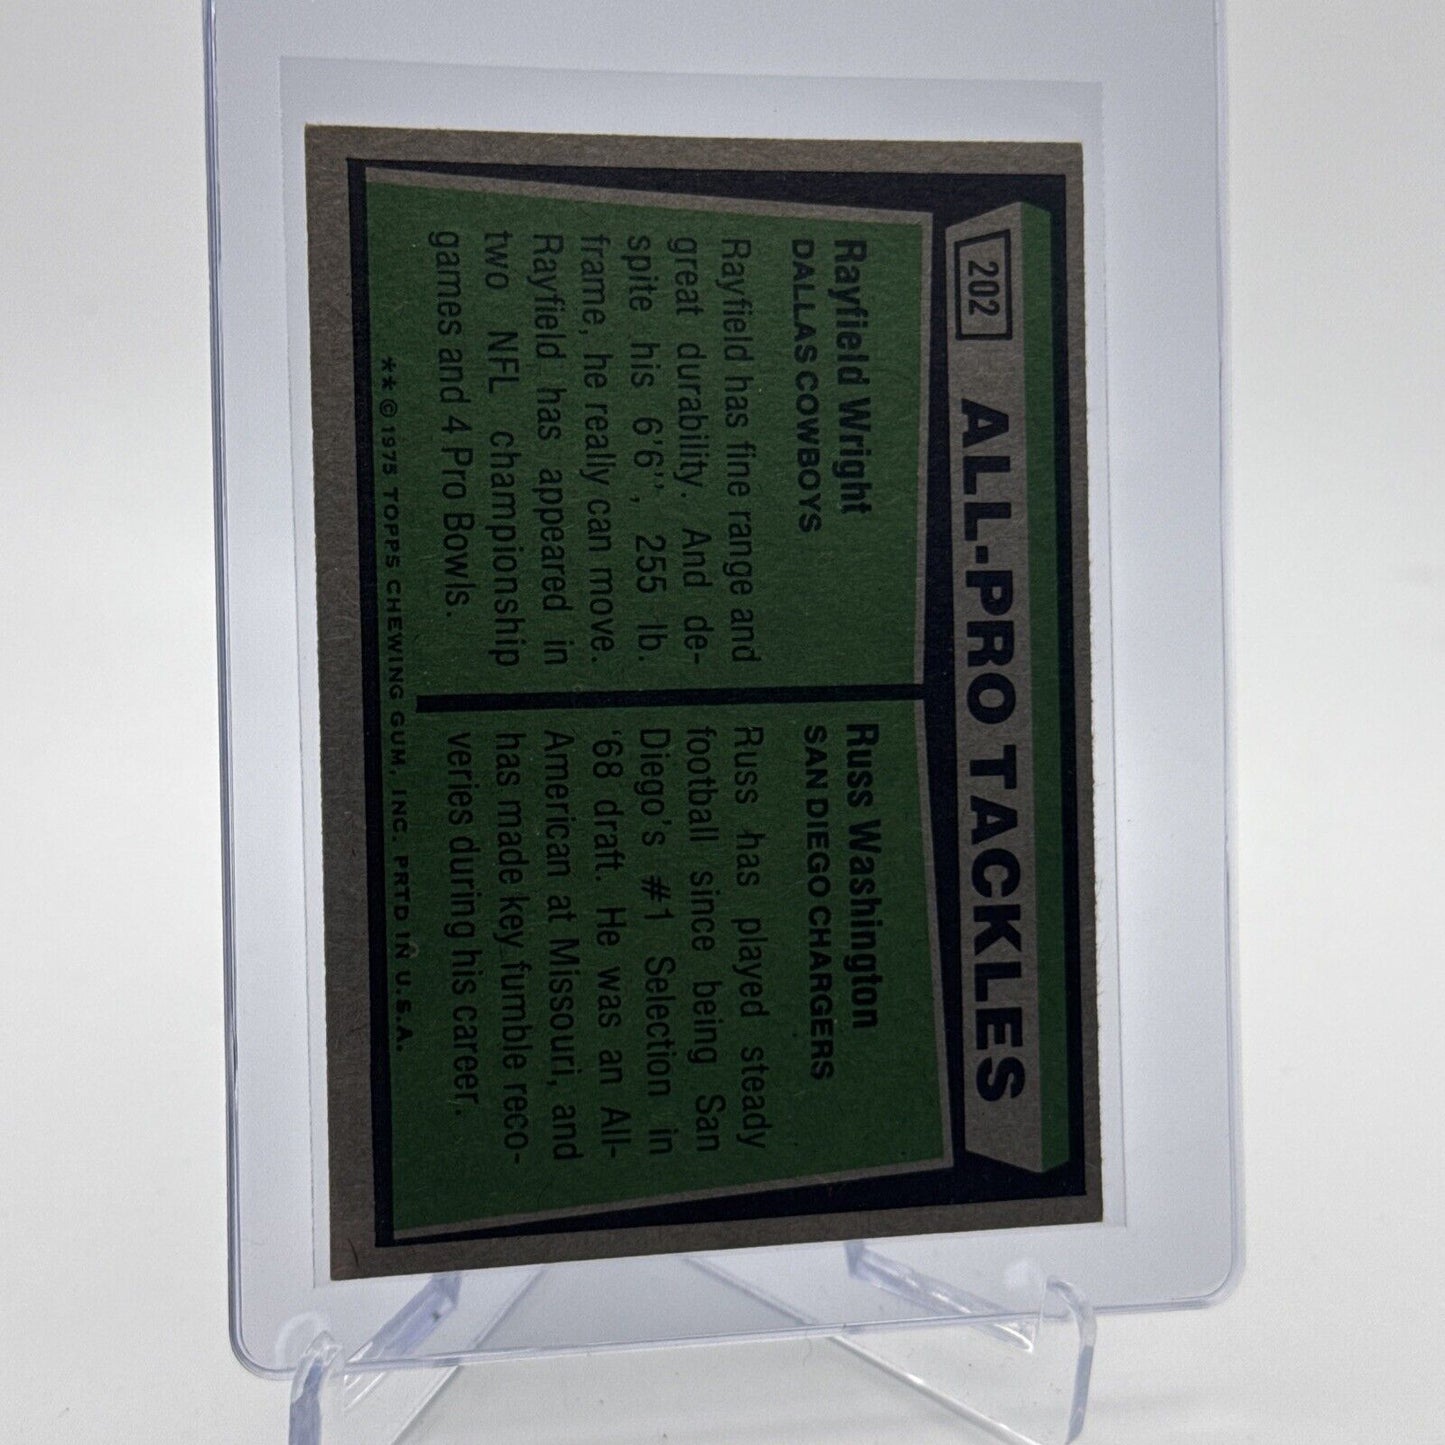 202
ALL-PRO TACKLES
Rayfield Wright
DALLAS COWBOYS
Rayfield has fine range and
great durability. And de-
spite his 6'6", 255 lb.
frame, he really can move.
Rayfield has appeared in
two NFL championship
games and 4 Pro Bowls.
Russ Washington
SAN DIEGO CHARGERS
Russ has played steady
football since being San
Diego's #1 Selection in
'68 draft. He was an All-
American at Missouri, and
has made key fumble reco-
veries during his career.
**© 1975 TOPPS CHEWING GUM, INC. PRTD IN U.S.A.